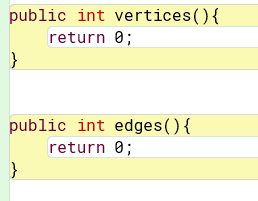 public int vertices(){
    return 0;
}
public int edges(){
    return 0;
}